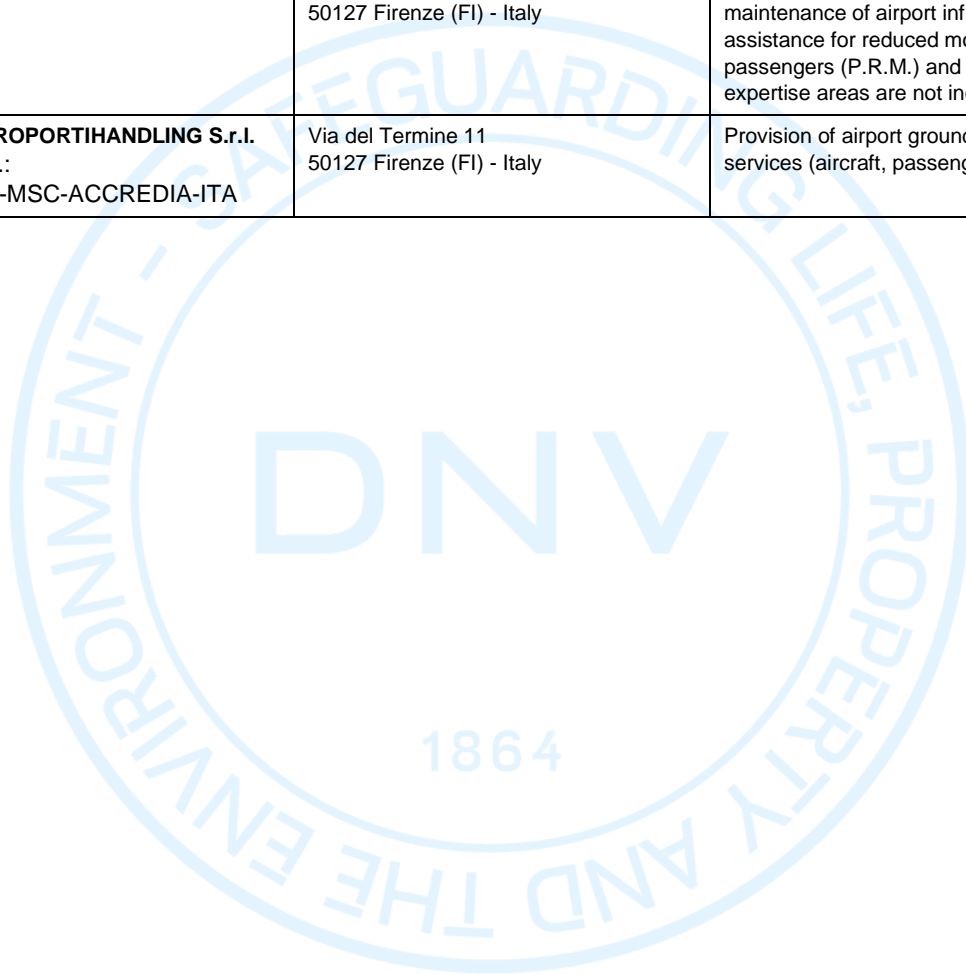 50127 Firenze (FI) - Italy
maintenance of airport inf
assistance for reduced mo
passengers (P.R.M.) and
expertise areas are not in
ROPORTIHANDLING S.r.l.
.:
-MSC-ACCREDIA-ITA
Via del Termine 11
50127 Firenze (FI) - Italy
Provision of airport ground
services (aircraft, passeng
SAFEGUARDING LIFE, PROPERTY AND THE ENVIRONMENT -
DNV
1864